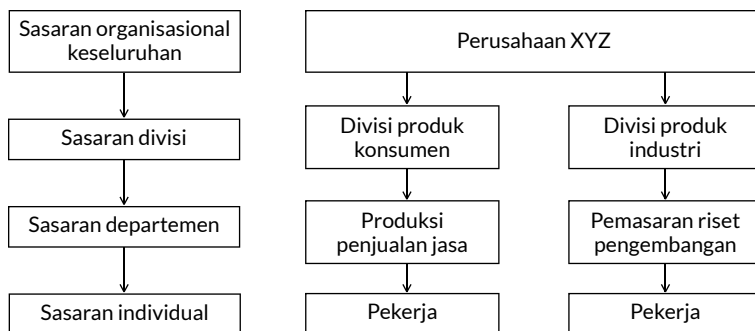 Sasaran organisasional
keseluruhan
Perusahaan XYZ
Sasaran divisi
Divisi produk
konsumen
Divisi produk
industri
Sasaran departemen
Produksi
penjualan jasa
Pemasaran riset
pengembangan
Sasaran individual
Pekerja
Pekerja